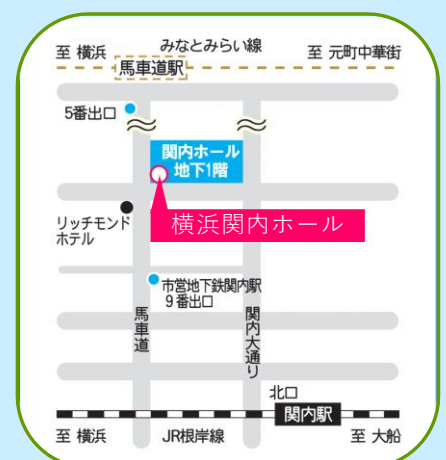 至 横浜
みなとみらい線
至 元町中華街
馬車道駅
5番出口
関内ホール
地下1階
リッチモンド
ホテル
横浜関内ホール
市営地下鉄関内駅
9番出口
馬車道
関内大通り
北口
関内駅
至 横浜
JR根岸線
至 大船